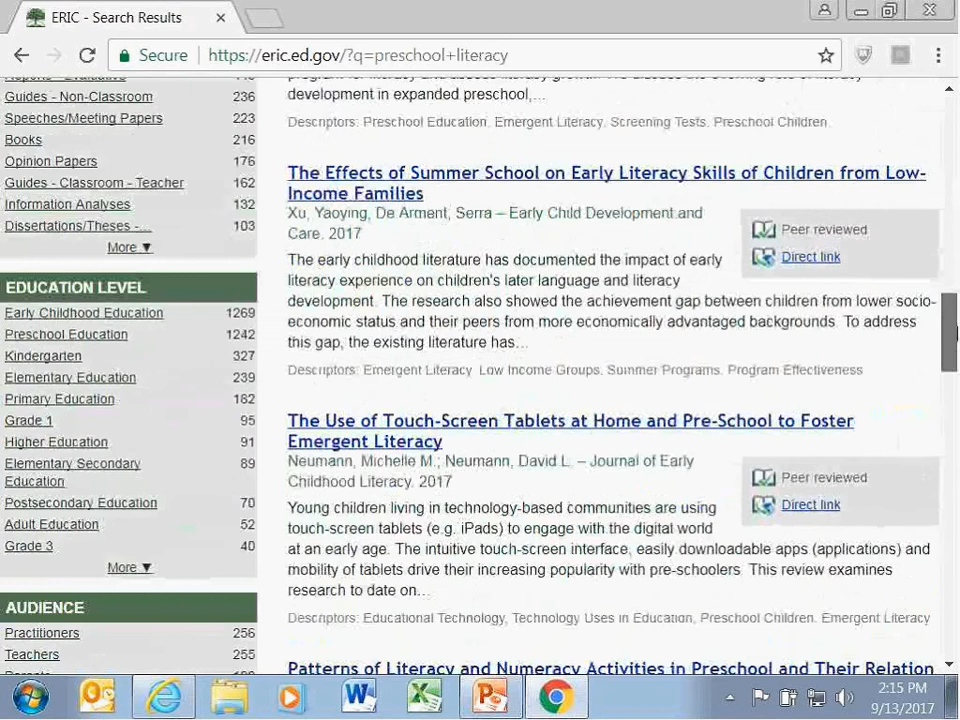 ERIC - Search Results
Secure
https://eric.ed.gov/?q=preschool+literacy
Guides - Non-Classroom 236
Speeches/Meeting Papers 223
Books 216
Opinion Papers 176
Guides - Classroom - Teacher 162
Information Analyses 132
Dissertations/Theses -... 103
More ▼
EDUCATION LEVEL
Early Childhood Education 1269
Preschool Education 1242
Kindergarten 327
Elementary Education 239
Primary Education 182
Grade 1 95
Higher Education 91
Elementary Secondary Education 89
Postsecondary Education 70
Adult Education 52
Grade 3 40
More ▼
AUDIENCE
Practitioners 256
Teachers 255
development in expanded preschool,...
Descriptors: Preschool Education, Emergent Literacy, Screening Tests, Preschool Children
The Effects of Summer School on Early Literacy Skills of Children from Low-
Income Families
Xu, Yaoying, De Arment, Serra – Early Child Development and
Care, 2017
Peer reviewed
Direct link
The early childhood literature has documented the impact of early
literacy experience on children's later language and literacy
development. The research also showed the achievement gap between children from lower socio-
economic status and their peers from more economically advantaged backgrounds. To address
this gap, the existing literature has...
Descriptors: Emergent Literacy, Low Income Groups, Summer Programs, Program Effectiveness
The Use of Touch-Screen Tablets at Home and Pre-School to Foster
Emergent Literacy
Neumann, Michelle M.; Neumann, David L. – Journal of Early
Childhood Literacy, 2017
Peer reviewed
Direct link
Young children living in technology-based communities are using
touch-screen tablets (e.g. iPads) to engage with the digital world
at an early age. The intuitive touch-screen interface, easily downloadable apps (applications) and
mobility of tablets drive their increasing popularity with pre-schoolers. This review examines
research to date on...
Descriptors: Educational Technology, Technology Uses in Education, Preschool Children, Emergent Literacy
Patterns of Literacy and Numeracy Activities in Preschool and Their Relation
2:15 PM
9/13/2017